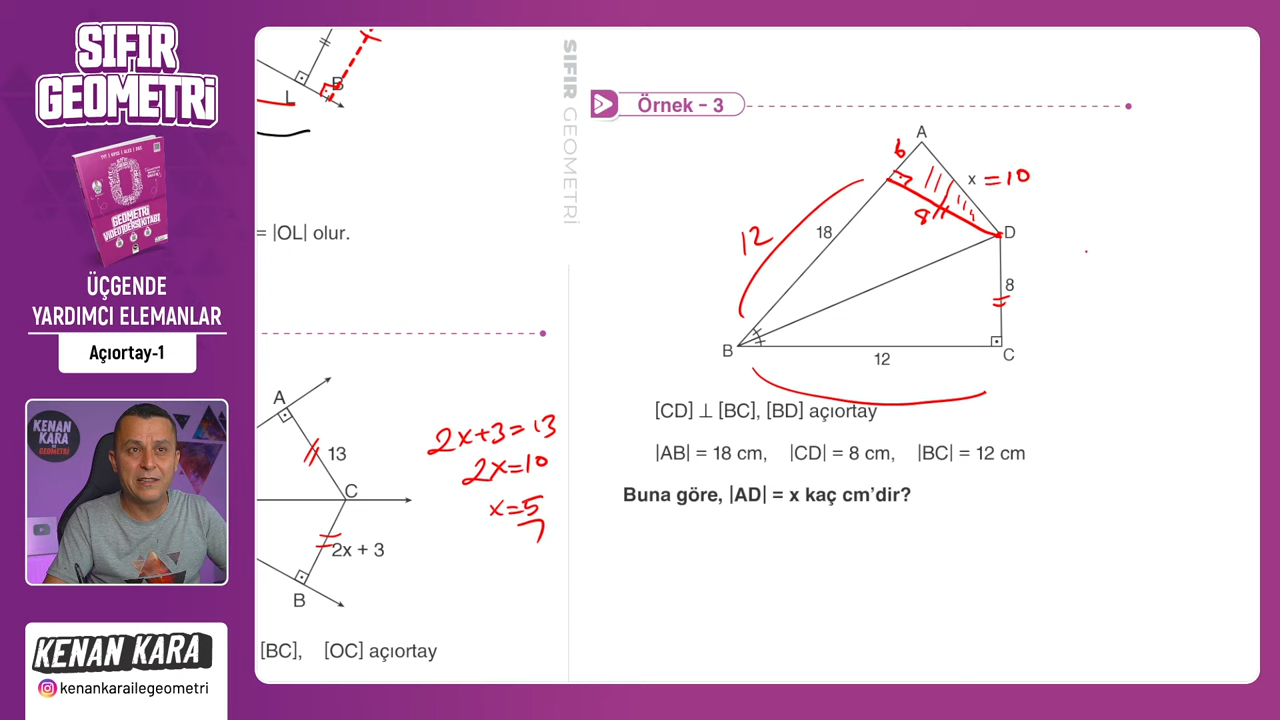 SIFIR
GEOMETRİ
GEOMETRİ
VİDEO DERS KİTABI
ÜÇGENDE
YARDIMCI ELEMANLAR
Açıortay-1
KENAN
KARA
GEOMETRİ
KENAN KARA
kenankarailegeometri
L
B
= |OL| olur.
A
13
C
2x + 3
B
2x+3=13
2x=10
x=5
[BC], [OC] açıortay
SIFIR GEOMETRİ
Örnek - 3
A
6
x = 10
8
12
18
D
8
B
12
C
[CD] ⊥ [BC], [BD] açıortay
|AB| = 18 cm, |CD| = 8 cm, |BC| = 12 cm
Buna göre, |AD| = x kaç cm’dir?